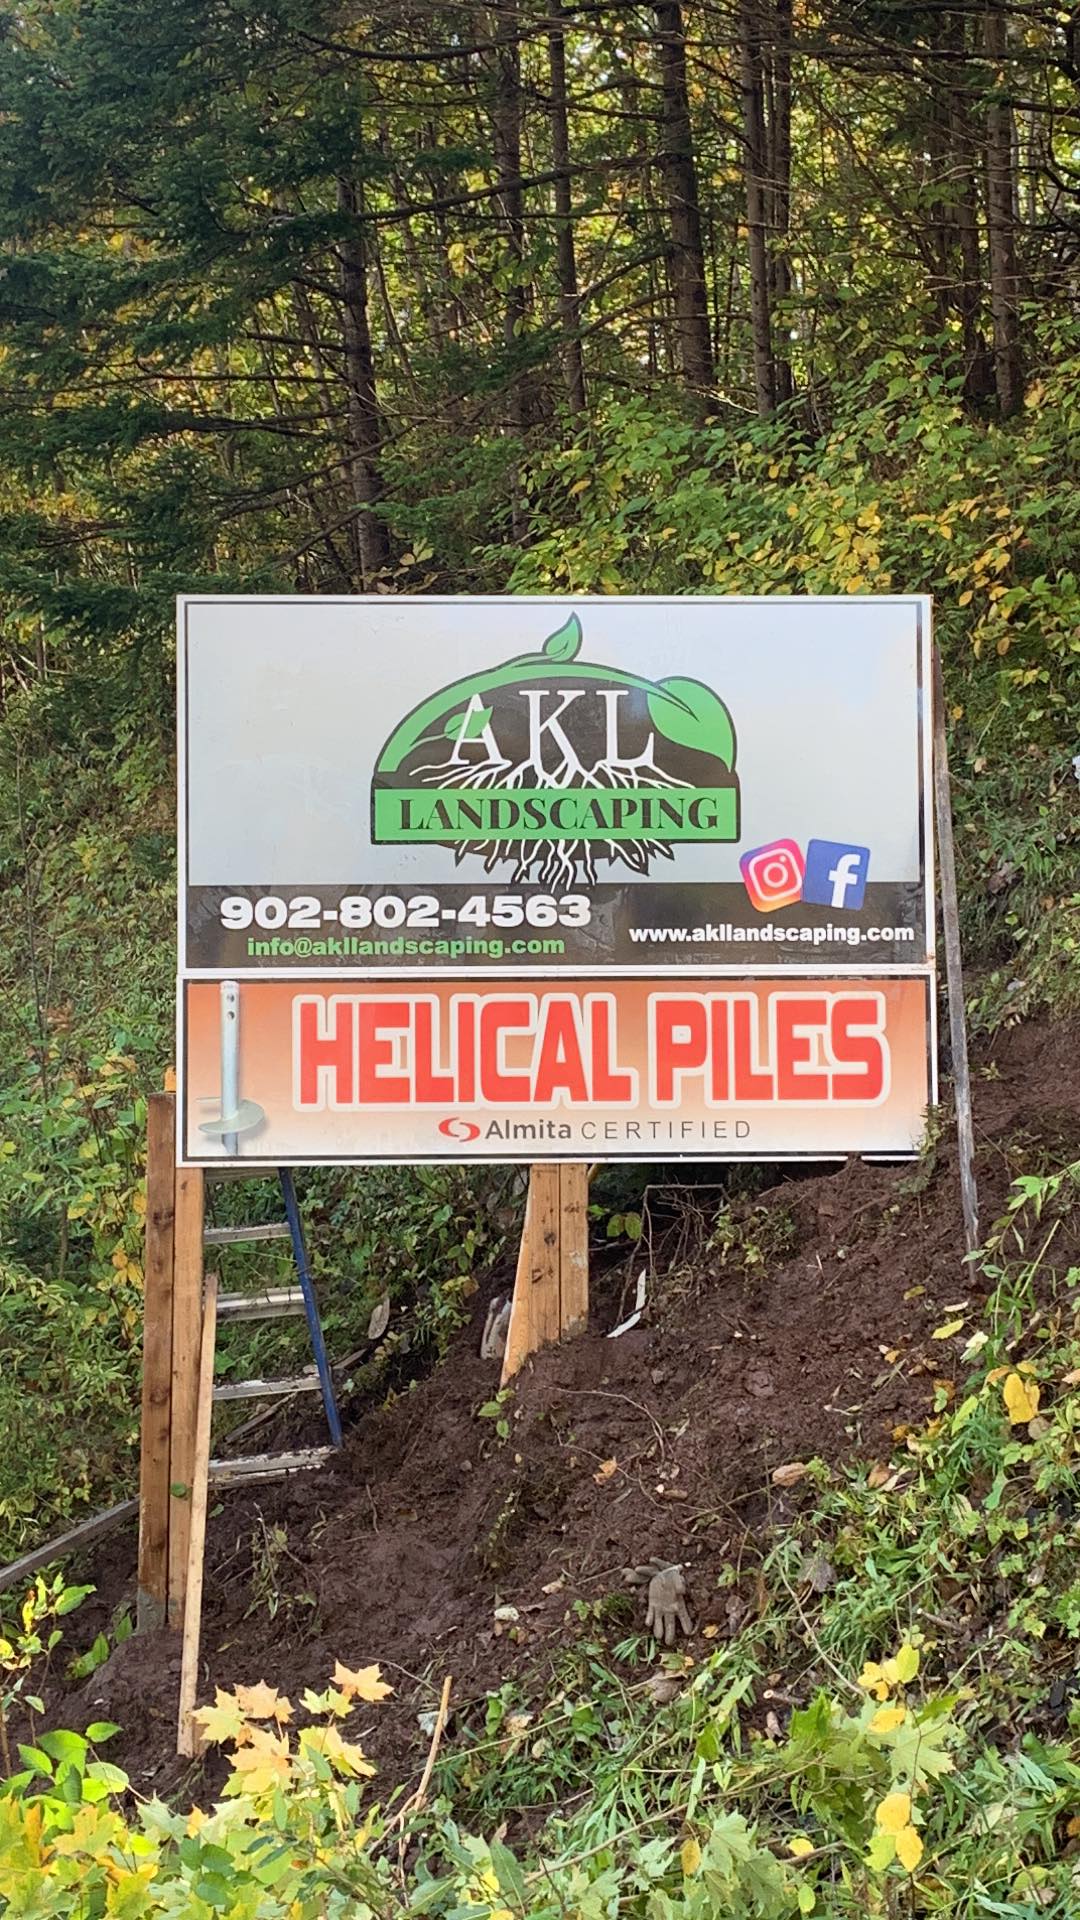 AKL
LANDSCAPING
902-802-4563
info@akllandscaping.com
www.akllandscaping.com
HELICAL PILES
Almita CERTIFIED